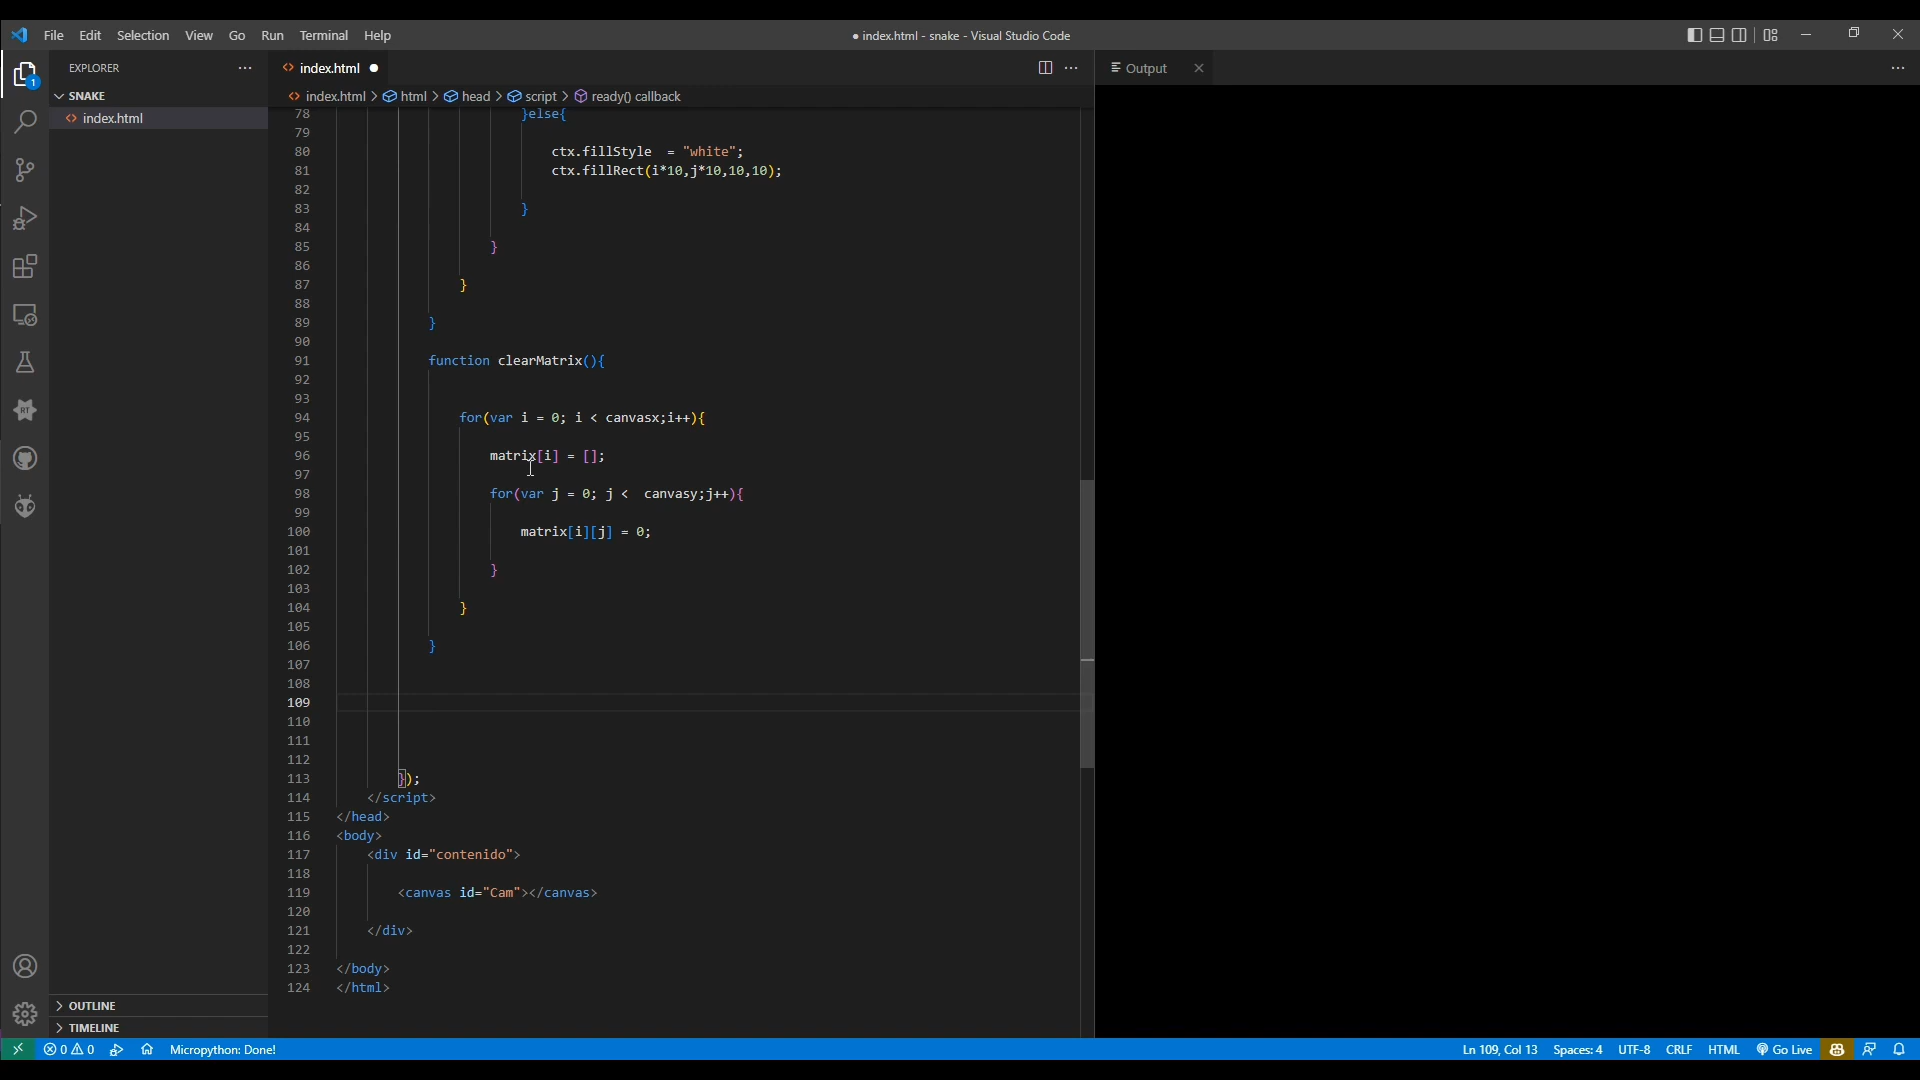 File Edit Selection View Go Run Terminal Help
● index.html - snake - Visual Studio Code
EXPLORER
index.html
Output
SNAKE
index.html
index.html > html > head > script > ready() callback
78 }else{
79
80 ctx.fillStyle = "white";
81 ctx.fillRect(i*10,j*10,10,10);
82
83 }
84
85 }
86
87 }
88
89 }
90
91 function clearMatrix(){
92
93
94 for(var i = 0; i < canvasx;i++){
95
96 matrix[i] = [];
97
98 for(var j = 0; j < canvasy;j++){
99
100 matrix[i][j] = 0;
101
102 }
103
104 }
105
106 }
107
108
109
110
111
112
113 });
114 </script>
115 </head>
116 <body>
117 <div id="contenido">
118
119 <canvas id="Cam"></canvas>
120
121 </div>
122
123 </body>
124 </html>
OUTLINE
TIMELINE
0 0 Micropython: Done!
Ln 109, Col 13 Spaces: 4 UTF-8 CRLF HTML Go Live
1
RT